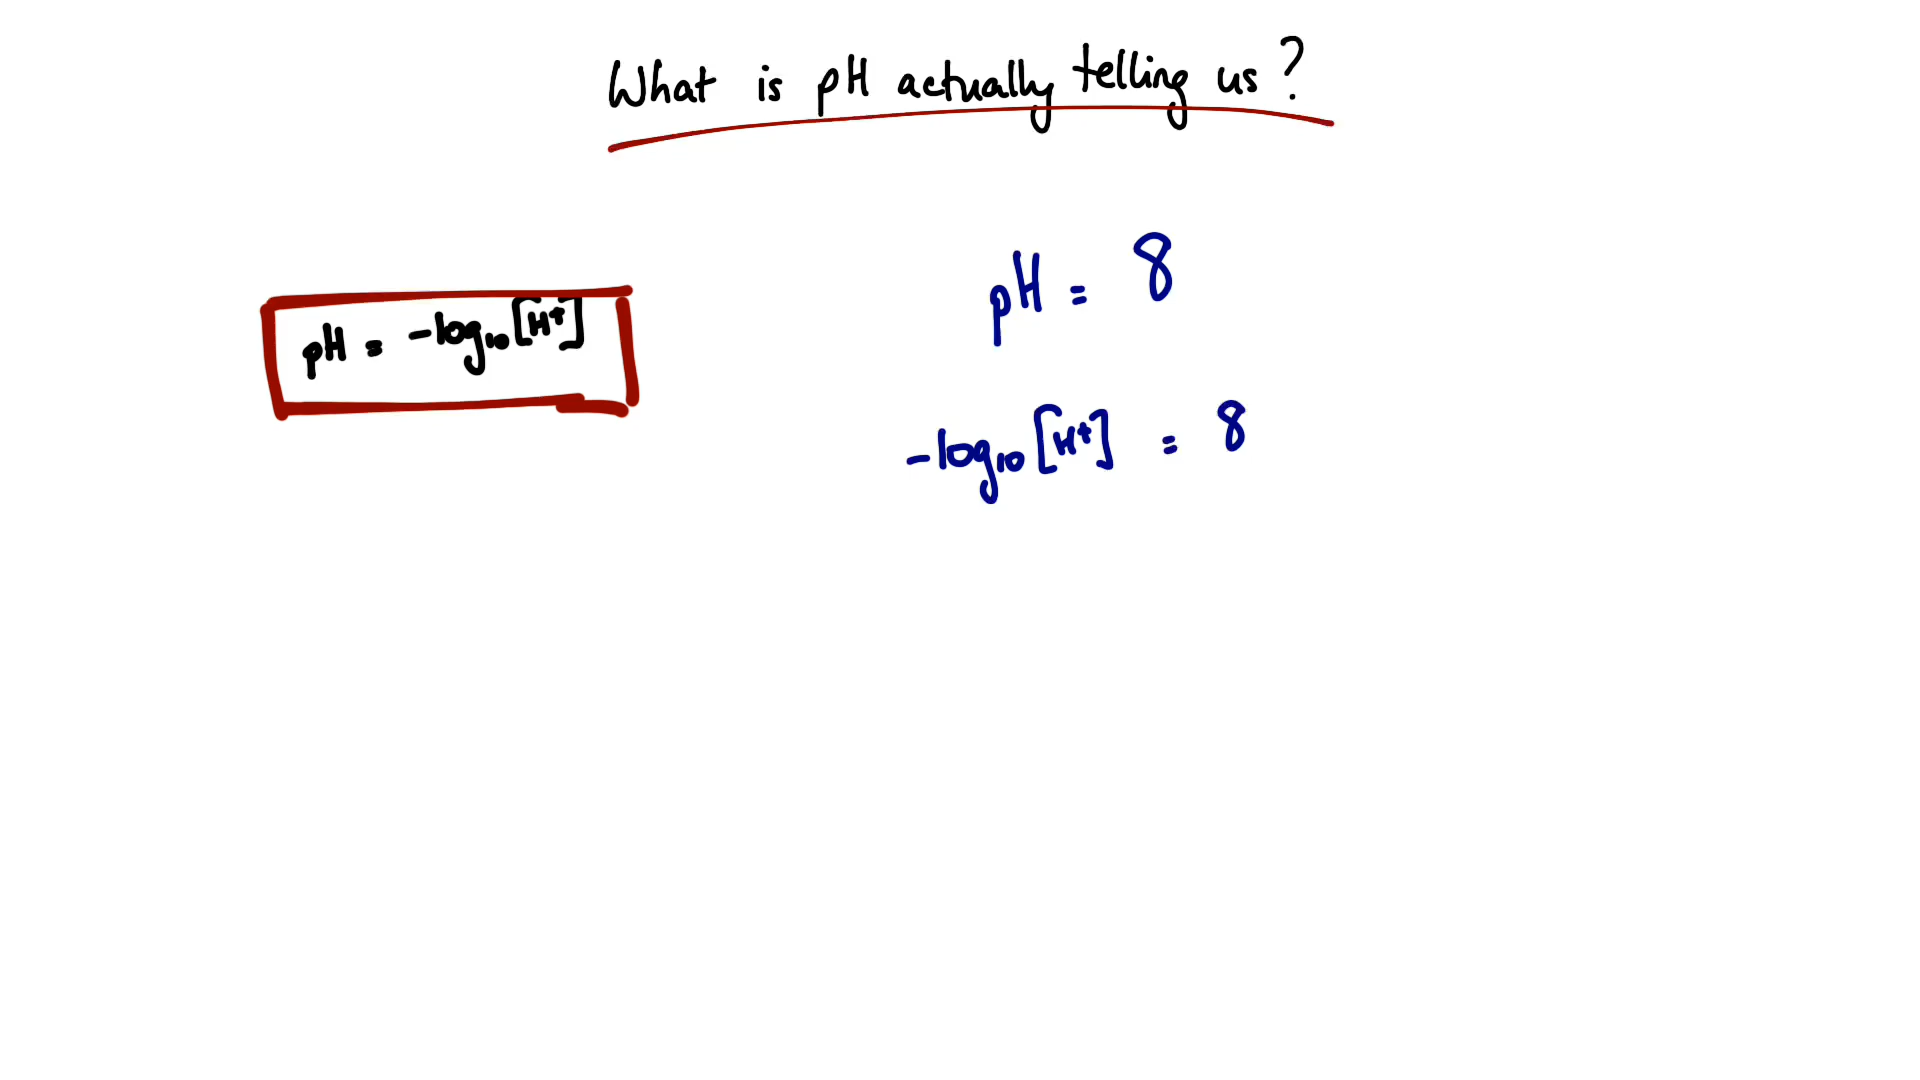 What is pH actually telling us?
pH = -log₁₀[H⁺]
pH = 8
-log₁₀[H⁺] = 8